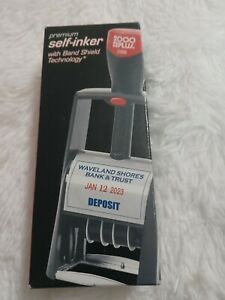 premium
self-inker
with Band Shield
Technology
2000
PLUS
WAVELAND SHORES
BANK & TRUST
JAN 12 2023
DEPOSIT